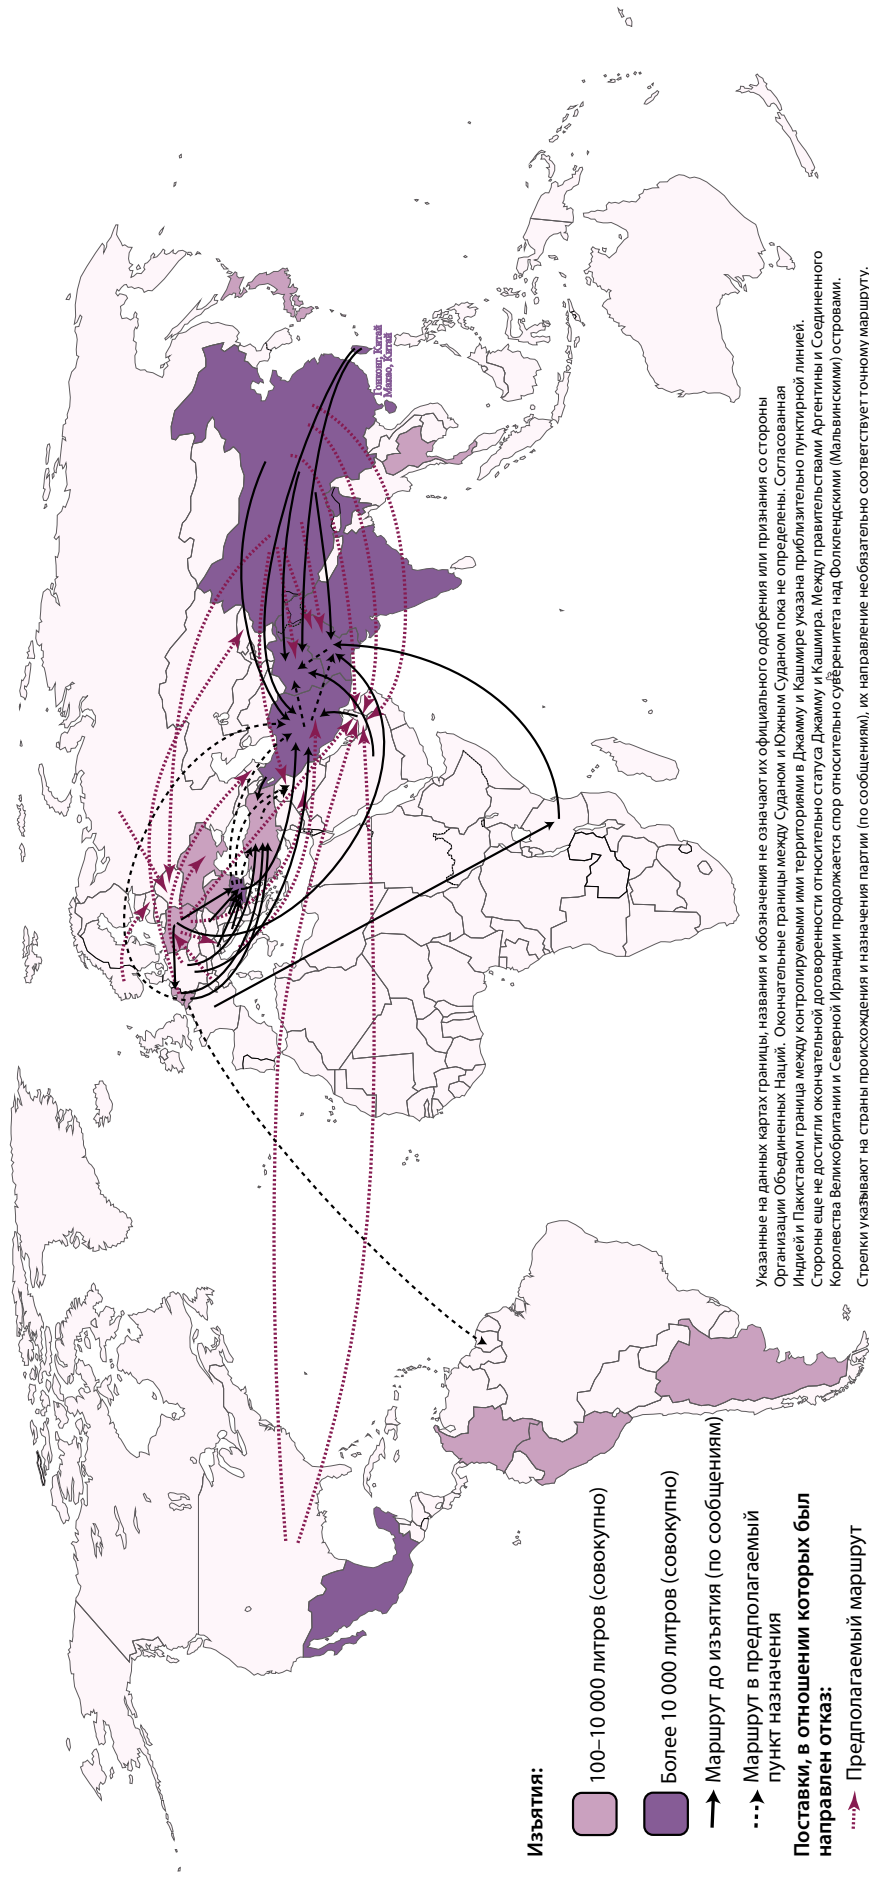 Гонконг, Китай
Макао, Китай
Изъятия:
100–10 000 литров (совокупно)
Более 10 000 литров (совокупно)
Маршрут до изъятия (по сообщениям)
Маршрут в предполагаемый
пункт назначения
Поставки, в отношении которых был
направлен отказ:
Предполагаемый маршрут
Указанные на данных картах границы, названия и обозначения не означают их официального одобрения или признания со стороны
Организации Объединенных Наций. Окончательные границы между Суданом и Южным Суданом пока не определены. Согласованная
Индией и Пакистаном граница между контролируемыми ими территориями в Джамму и Кашмире указана приблизительно пунктирной линией.
Стороны еще не достигли окончательной договоренности относительно статуса Джамму и Кашмира. Между правительствами Аргентины и Соединенного
Королевства Великобритании и Северной Ирландии продолжается спор относительно суверенитета над Фолклендскими (Мальвинскими) островами.
Стрелки указывают на страны происхождения и назначения партии (по сообщениям), их направление необязательно соответствует точному маршруту.